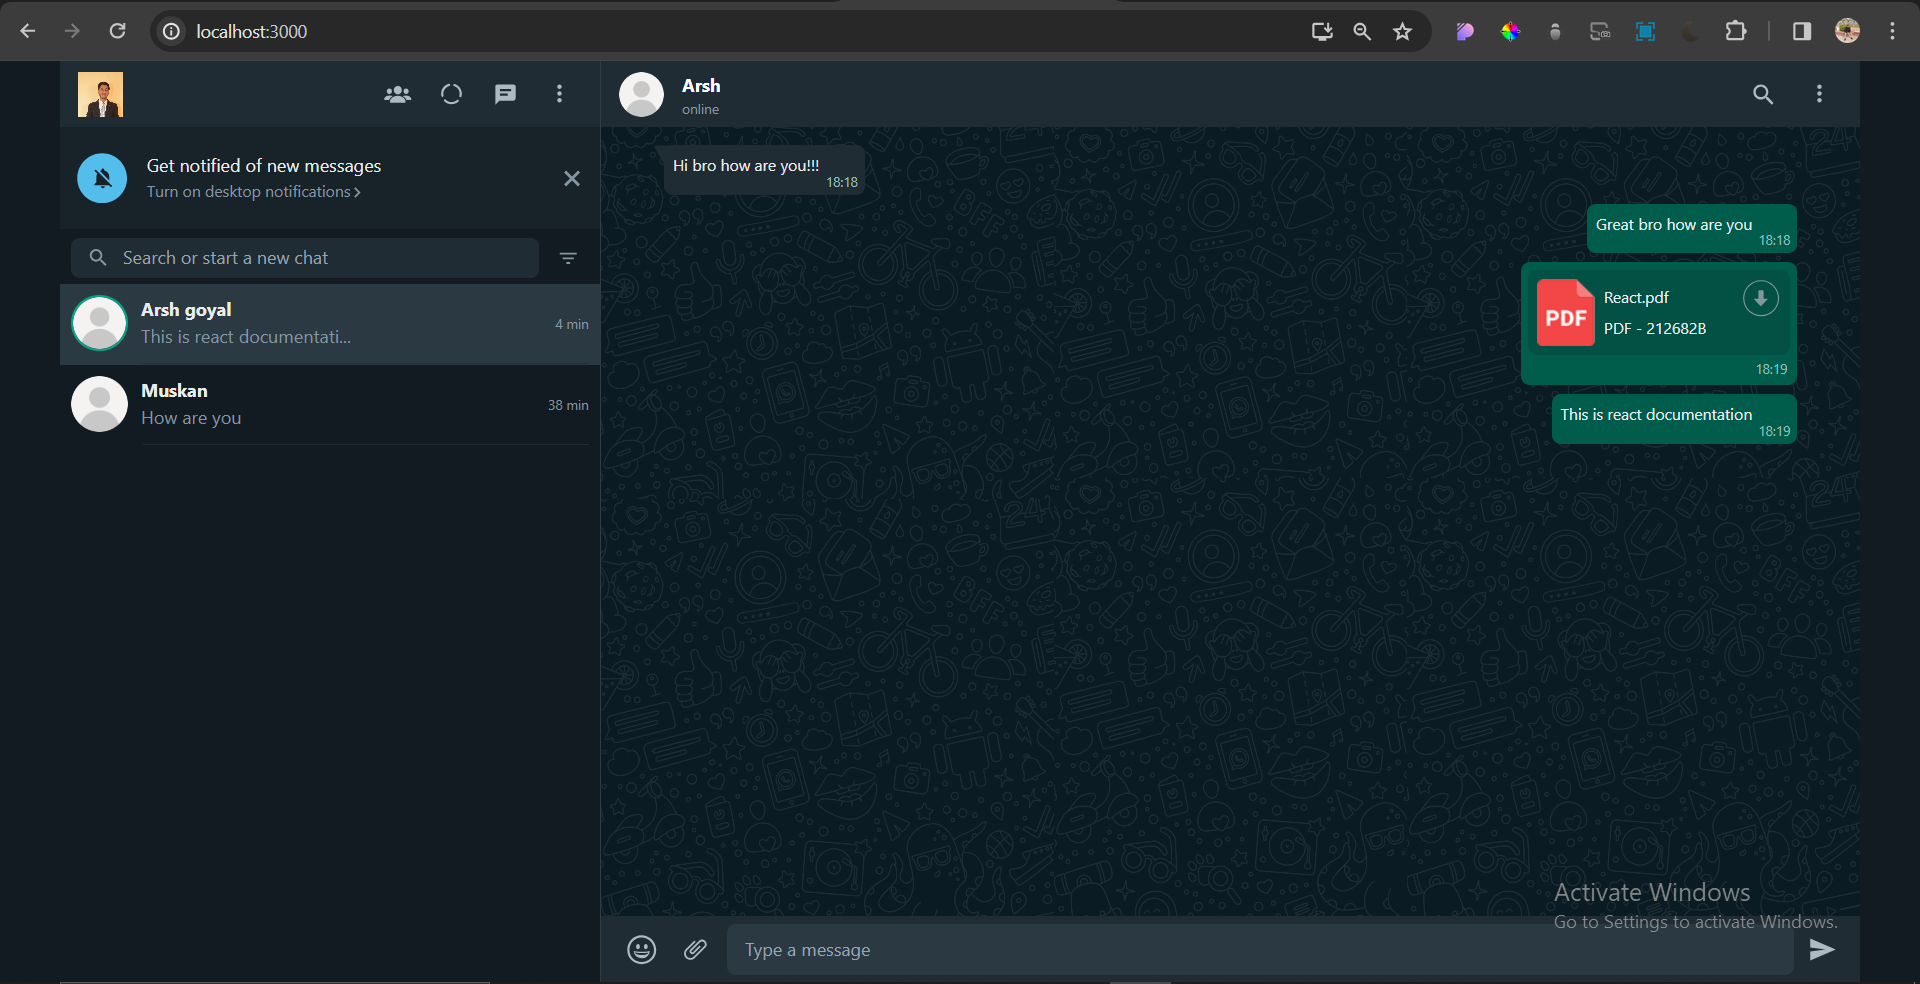 localhost:3000
Get notified of new messages
Turn on desktop notifications
Search or start a new chat
Arsh goyal
This is react documentati...
4 min
Muskan
How are you
38 min
Arsh
online
Hi bro how are you!!!
18:18
Great bro how are you
18:18
PDF
React.pdf
PDF - 212682B
18:19
This is react documentation
18:19
Activate Windows
Go to Settings to activate Windows.
Type a message